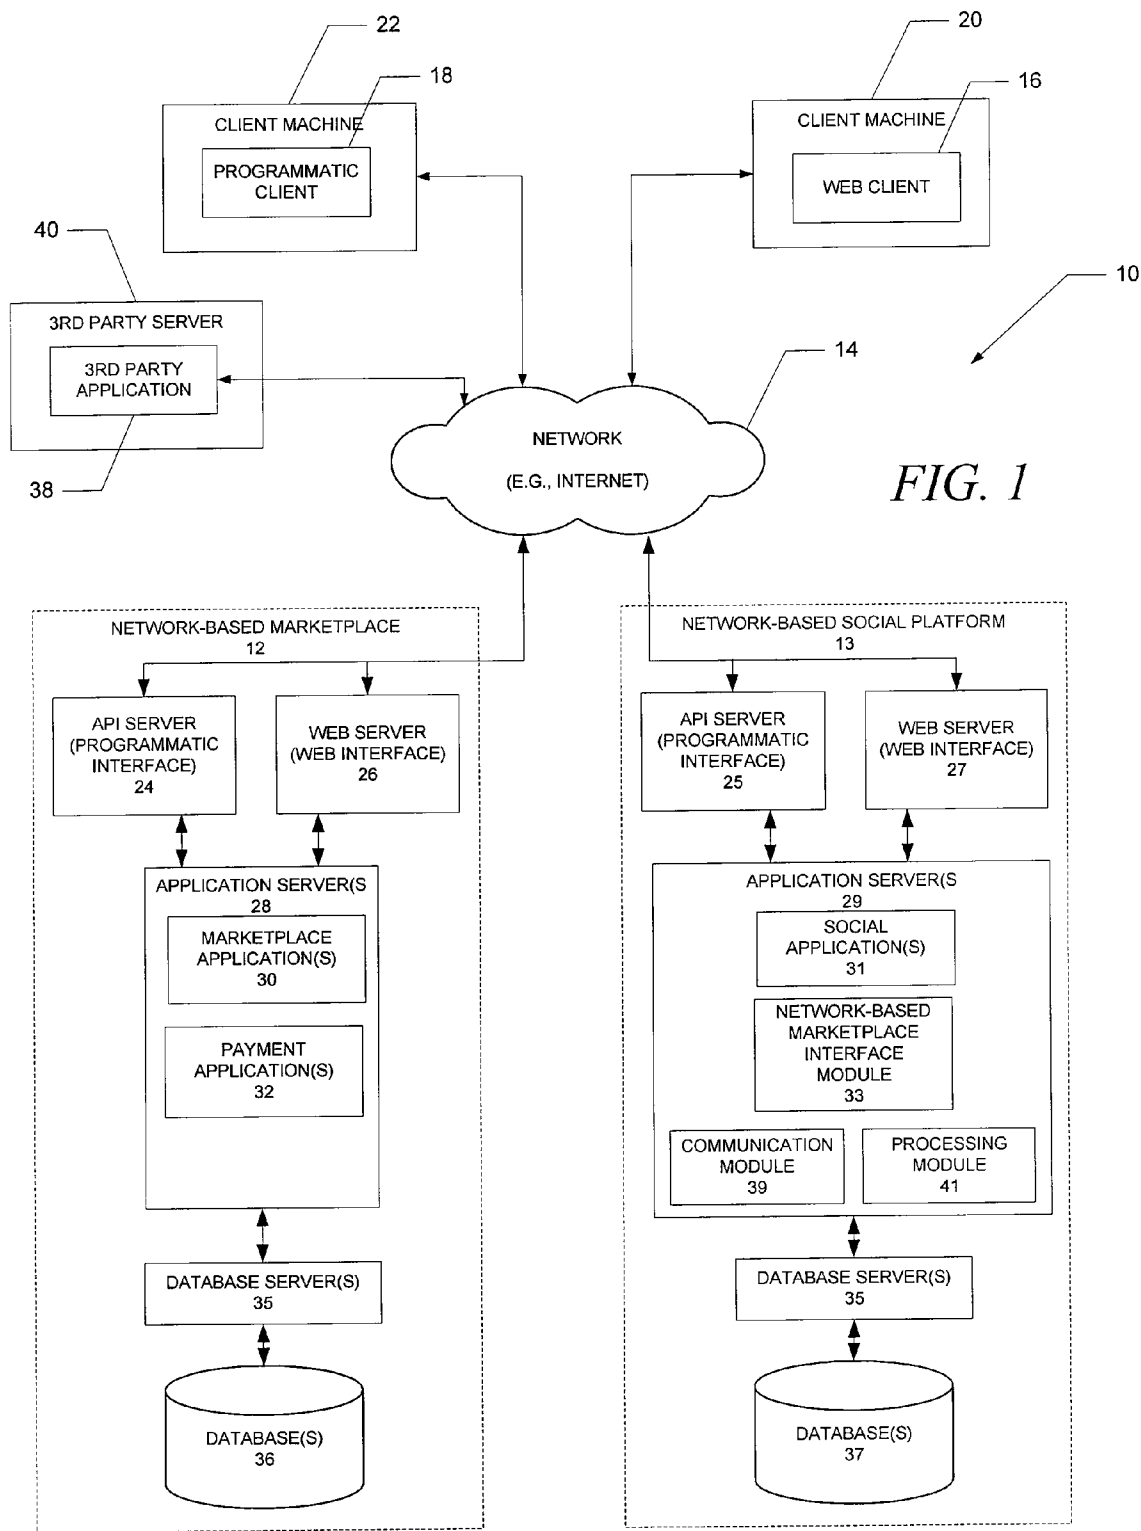 22
20
18
16
CLIENT MACHINE
PROGRAMMATIC
CLIENT
CLIENT MACHINE
WEB CLIENT
40
10
3RD PARTY SERVER
3RD PARTY
APPLICATION
14
38
NETWORK
(E.G., INTERNET)
FIG. 1
NETWORK-BASED MARKETPLACE
12
API SERVER
(PROGRAMMATIC
INTERFACE)
24
WEB SERVER
(WEB INTERFACE)
26
APPLICATION SERVER(S
28
MARKETPLACE
APPLICATION(S)
30
PAYMENT
APPLICATION(S)
32
DATABASE SERVER(S)
35
DATABASE(S)
36
NETWORK-BASED SOCIAL PLATFORM
13
API SERVER
(PROGRAMMATIC
INTERFACE)
25
WEB SERVER
(WEB INTERFACE)
27
APPLICATION SERVER(S
29
SOCIAL
APPLICATION(S)
31
NETWORK-BASED
MARKETPLACE
INTERFACE
MODULE
33
COMMUNICATION
MODULE
39
PROCESSING
MODULE
41
DATABASE SERVER(S)
35
DATABASE(S)
37